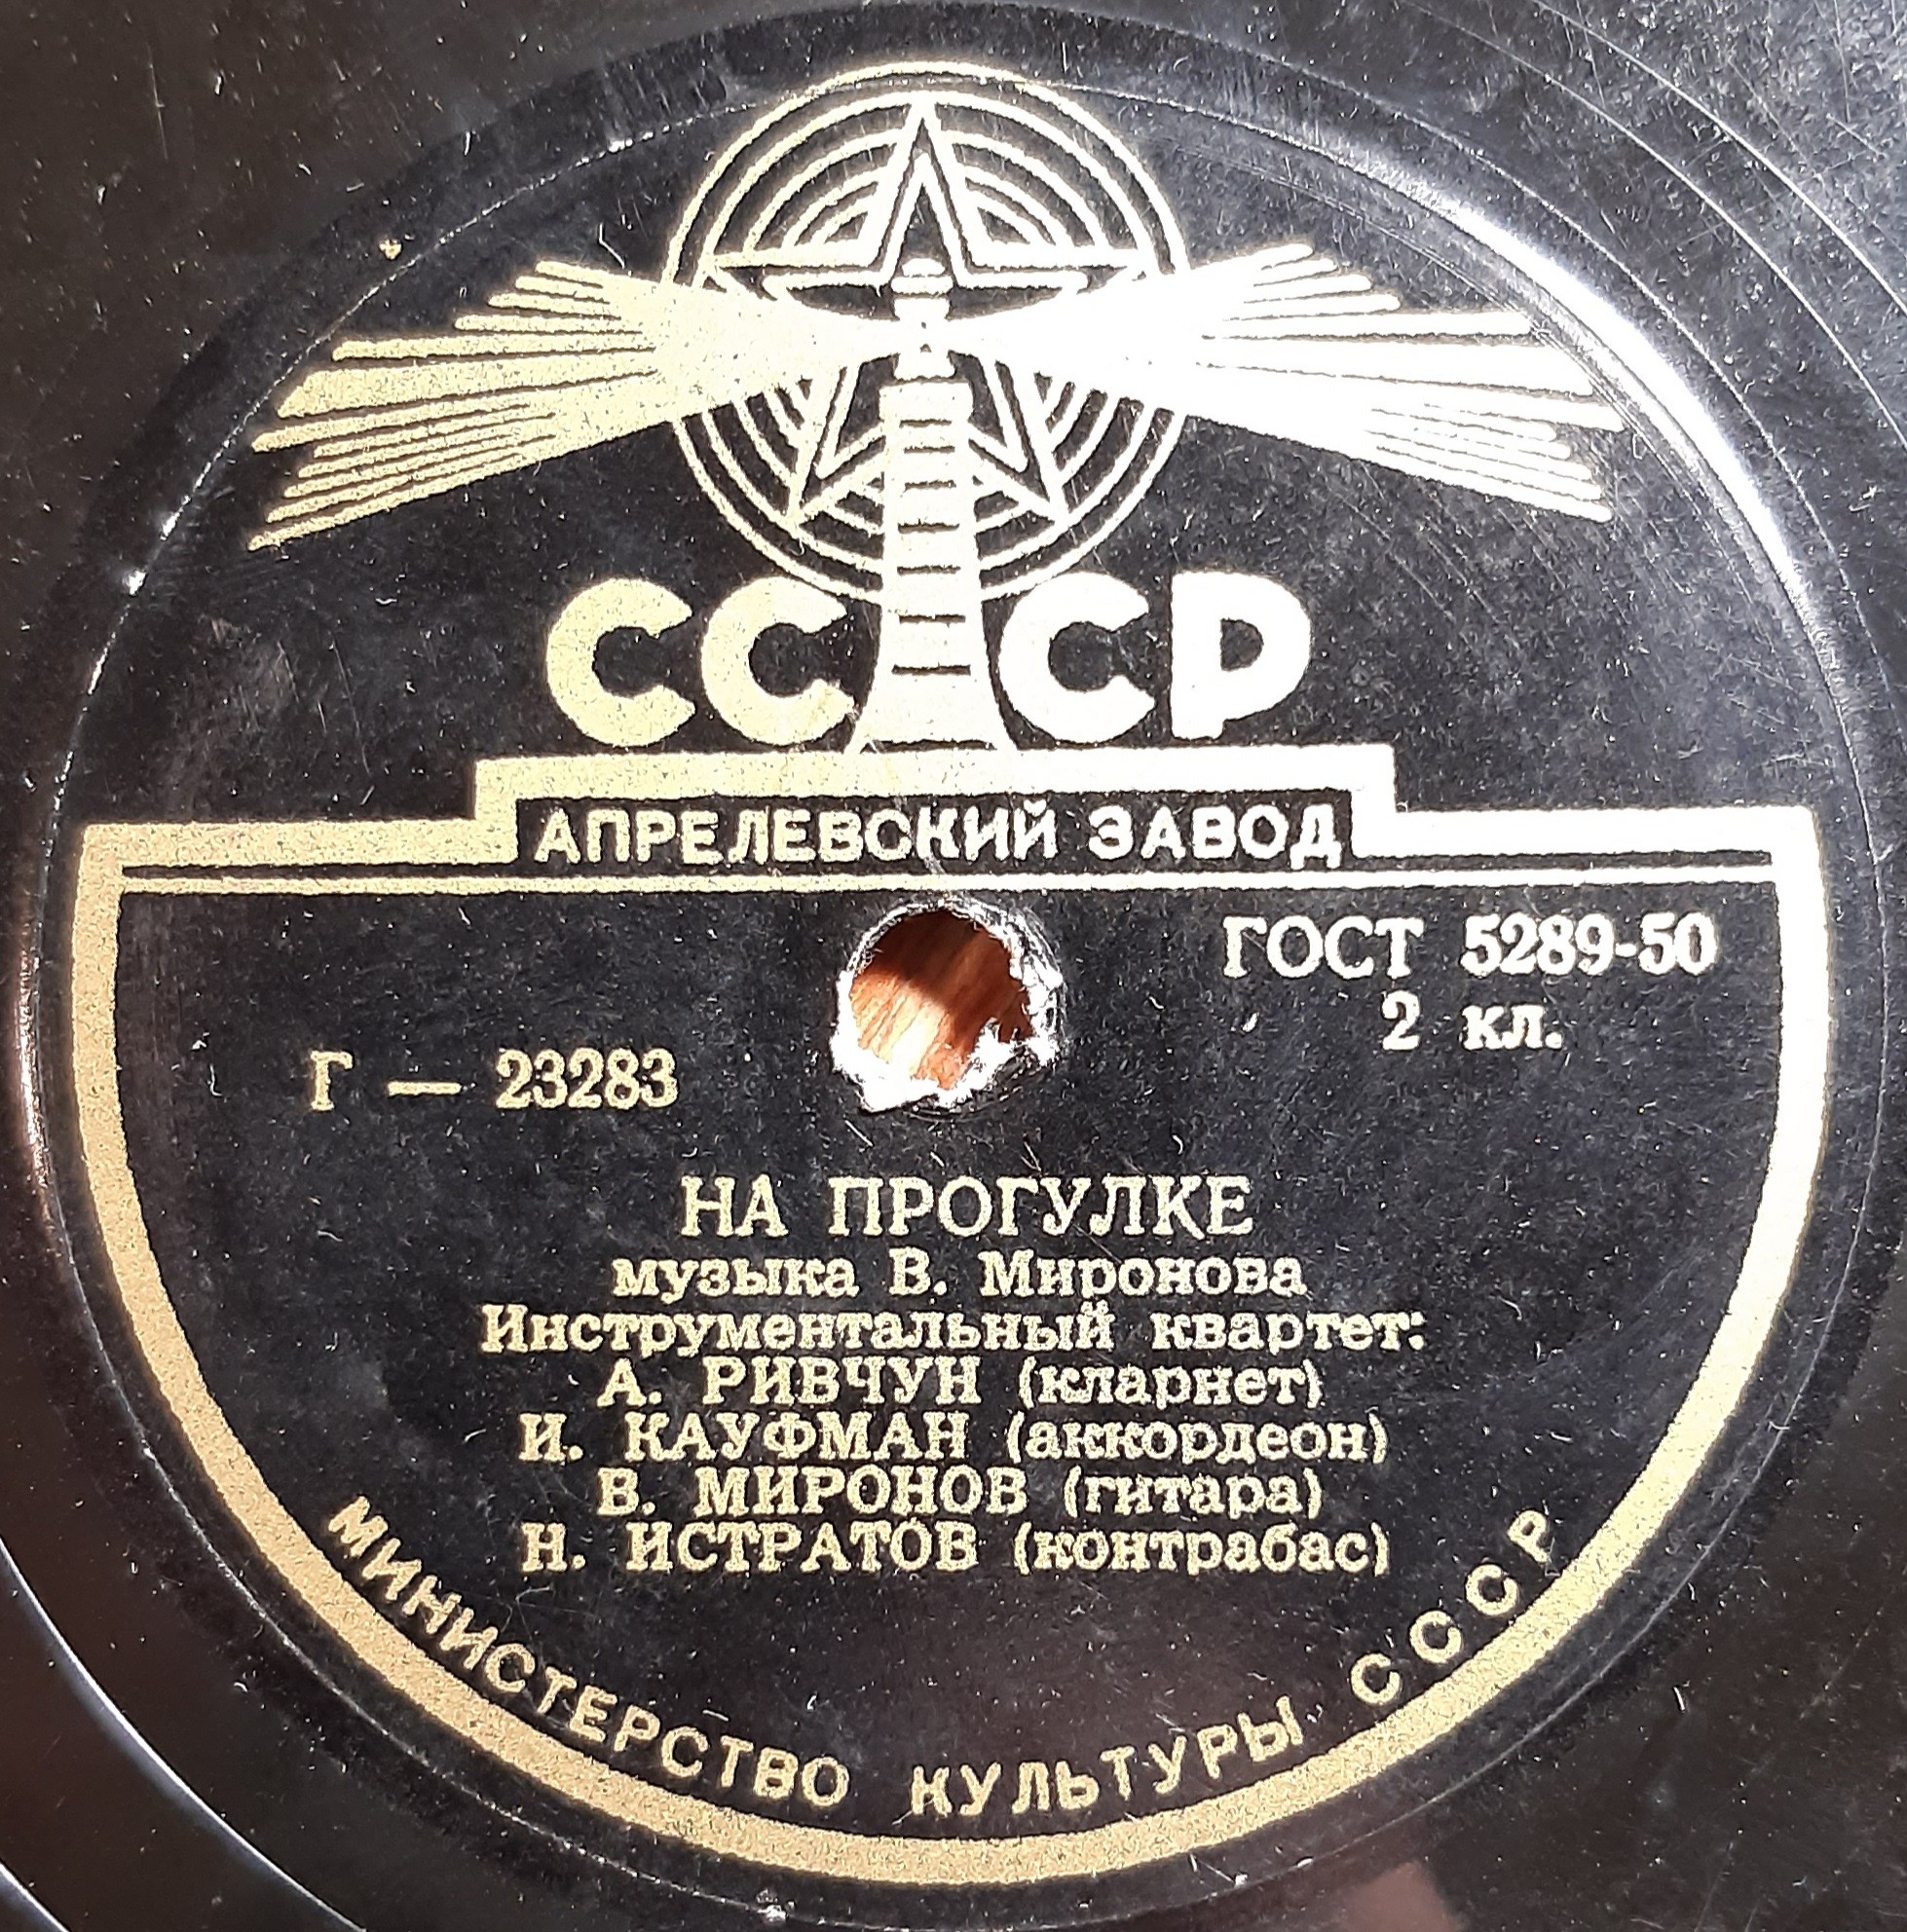 СССР
АПРЕЛЕВСКИЙ ЗАВОД
ГОСТ 5289-50
2 кл.
Г — 23283
НА ПРОГУЛКЕ
музыка В. Миронова
Инструментальный квартет:
А. РИВЧУН (кларнет)
И. КАУФМАН (аккордеон)
В. МИРОНОВ (гитара)
Н. ИСТРАТОВ (контрабас)
МИНИСТЕРСТВО КУЛЬТУРЫ СССР